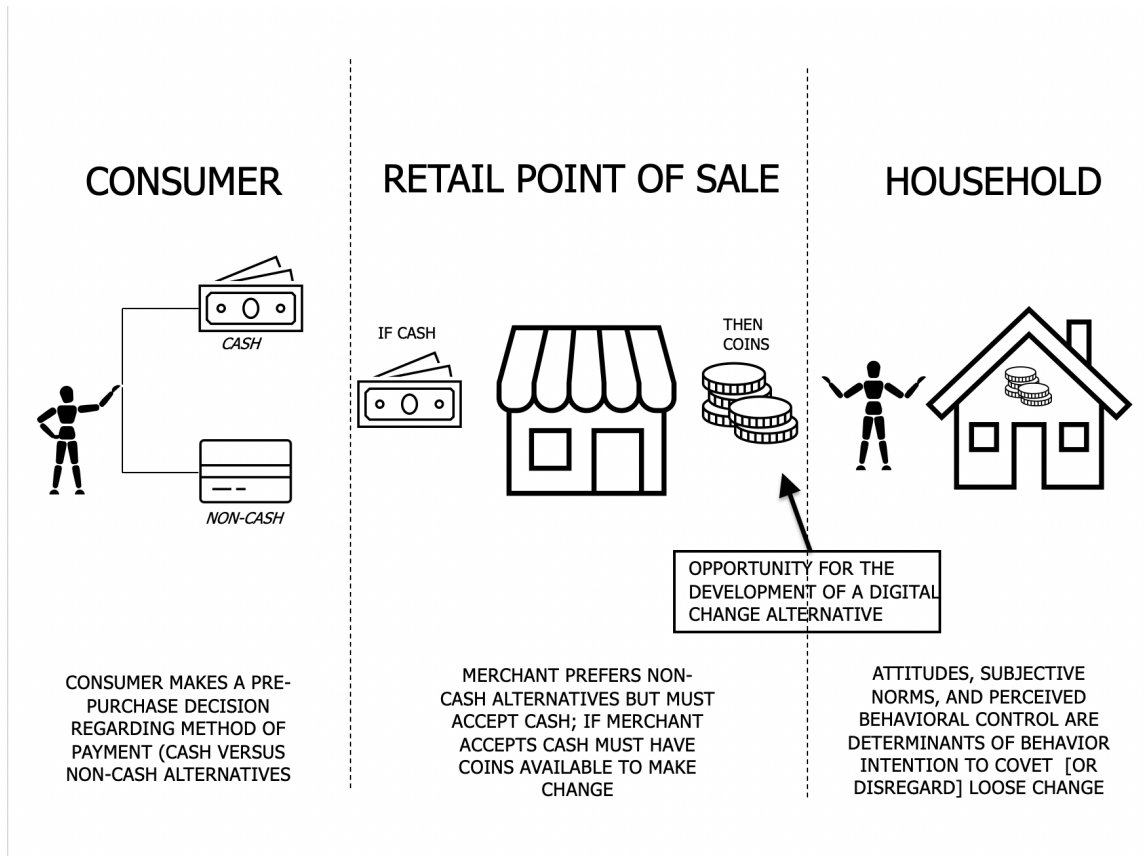 CONSUMER
CASH
NON-CASH
CONSUMER MAKES A PRE-
PURCHASE DECISION
REGARDING METHOD OF
PAYMENT (CASH VERSUS
NON-CASH ALTERNATIVES
RETAIL POINT OF SALE
IF CASH
THEN
COINS
OPPORTUNITY FOR THE
DEVELOPMENT OF A DIGITAL
CHANGE ALTERNATIVE
MERCHANT PREFERS NON-
CASH ALTERNATIVES BUT MUST
ACCEPT CASH; IF MERCHANT
ACCEPTS CASH MUST HAVE
COINS AVAILABLE TO MAKE
CHANGE
HOUSEHOLD
ATTITUDES, SUBJECTIVE
NORMS, AND PERCEIVED
BEHAVIORAL CONTROL ARE
DETERMINANTS OF BEHAVIOR
INTENTION TO COVET [OR
DISREGARD] LOOSE CHANGE